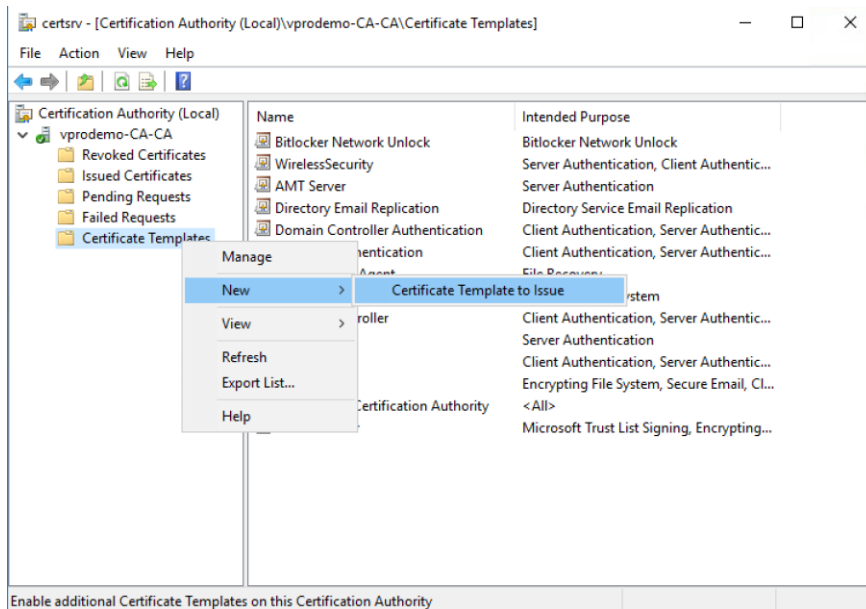 certsrv - [Certification Authority (Local)\vprodemo-CA-CA\Certificate Templates]
File Action View Help
Certification Authority (Local)
vprodemo-CA-CA
Revoked Certificates
Issued Certificates
Pending Requests
Failed Requests
Certificate Templates
Name Intended Purpose
Bitlocker Network Unlock Bitlocker Network Unlock
WirelessSecurity Server Authentication, Client Authentic...
AMT Server Server Authentication
Directory Email Replication Directory Service Email Replication
Domain Controller Authentication Client Authentication, Server Authentic...
Client Authentication, Server Authentic...
File Recovery
Client Authentication, Server Authentic...
Server Authentication
Client Authentication, Server Authentic...
Encrypting File System, Secure Email, Cl...
Certification Authority <All>
Microsoft Trust List Signing, Encrypting...
Manage
New
Certificate Template to Issue
View
Refresh
Export List...
Help
Enable additional Certificate Templates on this Certification Authority